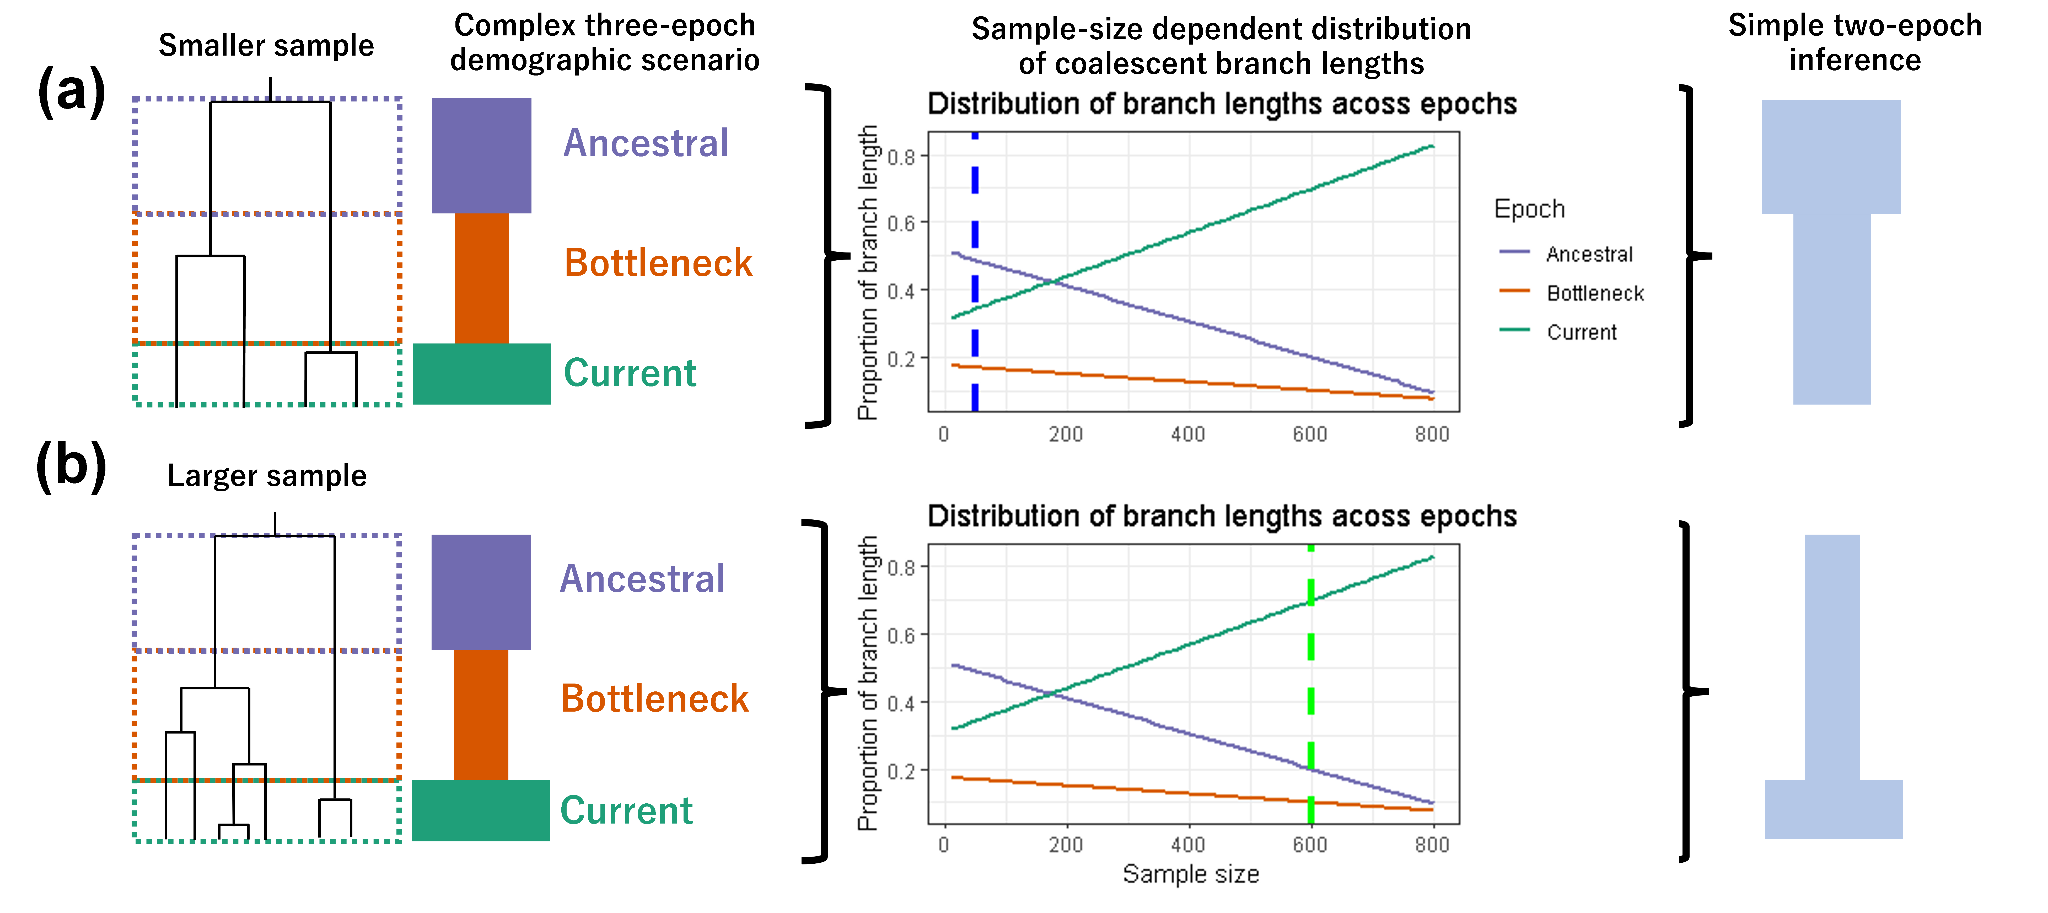 Smaller sample
Complex three-epoch
demographic scenario
Sample-size dependent distribution
of coalescent branch lengths
Simple two-epoch
inference
(a)
Ancestral
Bottleneck
Current
Distribution of branch lengths acoss epochs
Proportion of branch length
0.8
0.6
0.4
0.2
0
200
400
600
800
Epoch
Ancestral
Bottleneck
Current
(b)
Larger sample
Ancestral
Bottleneck
Current
Distribution of branch lengths acoss epochs
Proportion of branch length
0.8
0.6
0.4
0.2
0
200
400
600
800
Sample size